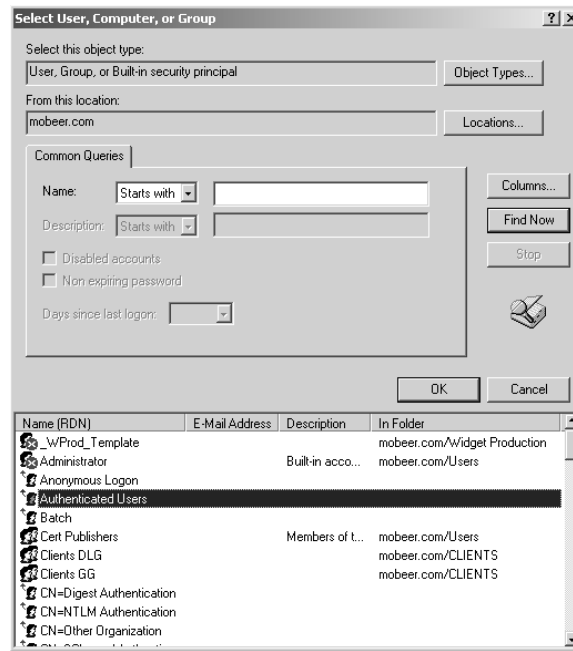 Select User, Computer, or Group
Select this object type:
User, Group, or Built-in security principal
Object Types...
From this location:
mobeer.com
Locations...
Common Queries
Name:
Starts with
Columns...
Description:
Starts with
Find Now
Disabled accounts
Stop
Non expiring password
Days since last logon:
OK
Cancel
Name (RDN) E-Mail Address Description In Folder
_WProd_Template mobeer.com/Widget Production
Administrator Built-in acco... mobeer.com/Users
Anonymous Logon
Authenticated Users
Batch
Cert Publishers Members of t... mobeer.com/Users
Clients DLG mobeer.com/CLIENTS
Clients GG mobeer.com/CLIENTS
CN=Digest Authentication
CN=NTLM Authentication
CN=Other Organization